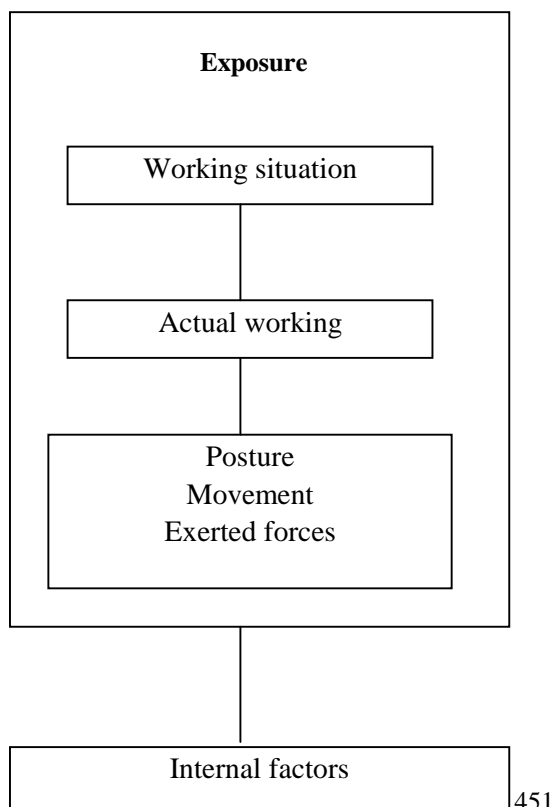 Exposure
Working situation
Actual working
Posture
Movement
Exerted forces
Internal factors
451